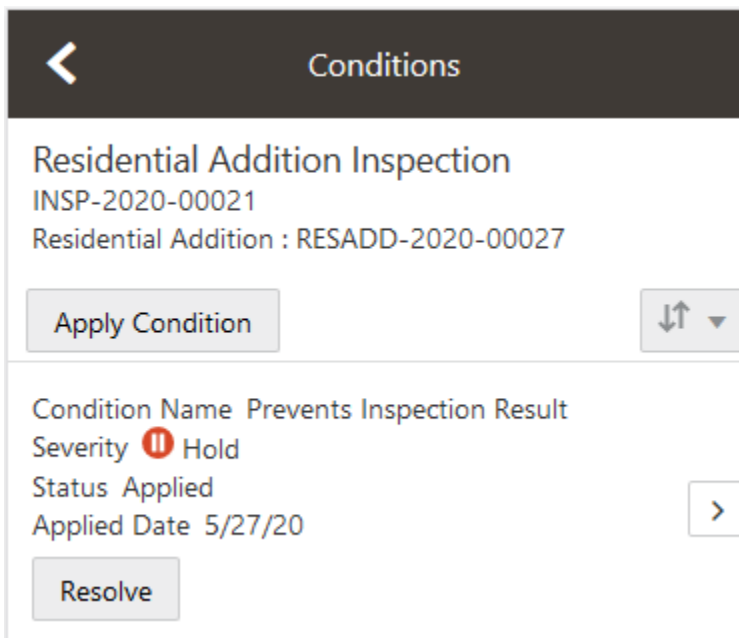 Conditions
Residential Addition Inspection
INSP-2020-00021
Residential Addition : RESADD-2020-00027
Apply Condition
Condition Name Prevents Inspection Result
Severity Hold
Status Applied
Applied Date 5/27/20
Resolve